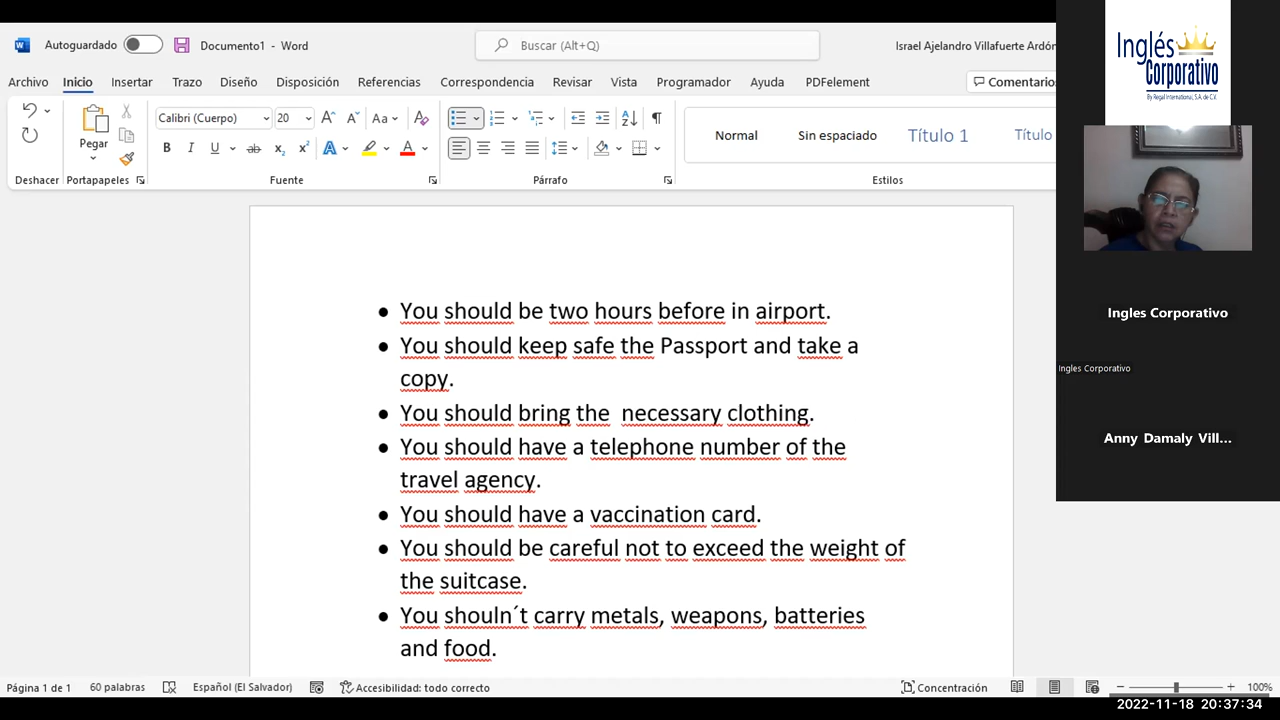 Autoguardado
Documento1 - Word
Buscar (Alt+Q)
Israel Ajelandro Villafuerte Ardón
Archivo Inicio Insertar Trazo Diseño Disposición Referencias Correspondencia Revisar Vista Programador Ayuda PDFelement Comentarios
Pegar
Calibri (Cuerpo) 20
Normal Sin espaciado Título 1 Título
Deshacer Portapapeles Fuente Párrafo Estilos
You should be two hours before in airport.
You should keep safe the Passport and take a
copy.
You should bring the necessary clothing.
You should have a telephone number of the
travel agency.
You should have a vaccination card.
You should be careful not to exceed the weight of
the suitcase.
You shouln´t carry metals, weapons, batteries
and food.
Página 1 de 1 60 palabras Español (El Salvador) Accesibilidad: todo correcto Concentración 100%
Inglés
Corporativo
By Regal International, S.A. de C.V.
Ingles Corporativo
Ingles Corporativo
Anny Damaly Vill...
2022-11-18 20:37:34